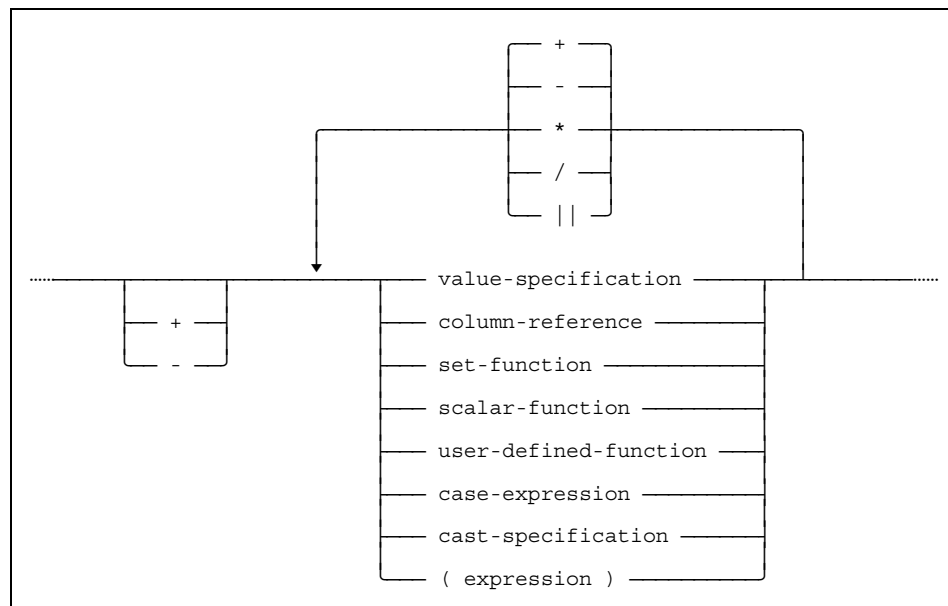 +
-
*
/
||
value-specification
+
column-reference
-
set-function
scalar-function
user-defined-function
case-expression
cast-specification
( expression )